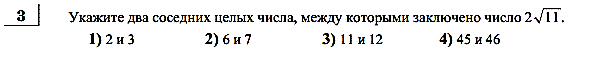 3 Укажите два соседних целых числа, между которыми заключено число 2√11.
1) 2 и 3 2) 6 и 7 3) 11 и 12 4) 45 и 46